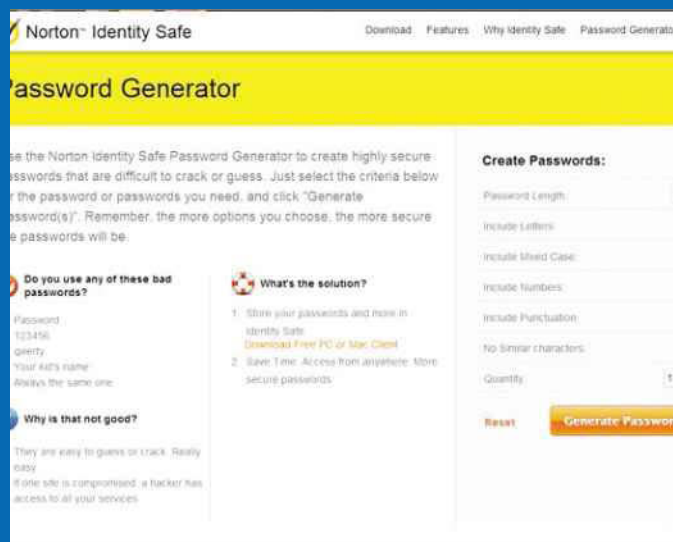 Norton™ Identity Safe
Download Features Why Identity Safe Password Generato
Password Generator
se the Norton Identity Safe Password Generator to create highly secure
asswords that are difficult to crack or guess. Just select the criteria below
r the password or passwords you need, and click "Generate
assword(s)". Remember, the more options you choose, the more secure
e passwords will be.
Do you use any of these bad
passwords?
Password
123456
qwerty
Your kid's name
Always the same one
Why is that not good?
They are easy to guess or crack. Really
easy
If one site is compromised, a hacker has
access to all your services
What's the solution?
1. Store your passwords and more in
Identity Safe
Download Free PC or Mac Client
2. Save Time. Access from anywhere. More
secure passwords
Create Passwords:
Password Length:
Include Letters:
Include Mixed Case:
Include Numbers:
Include Punctuation:
No Similar characters:
Quantity: 1
Reset Generate Passwor